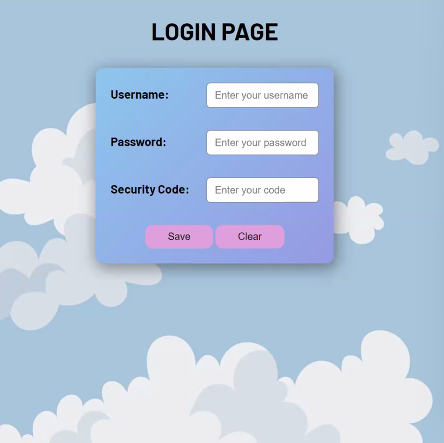 LOGIN PAGE
Username: Enter your username
Password: Enter your password
Security Code: Enter your code
Save Clear